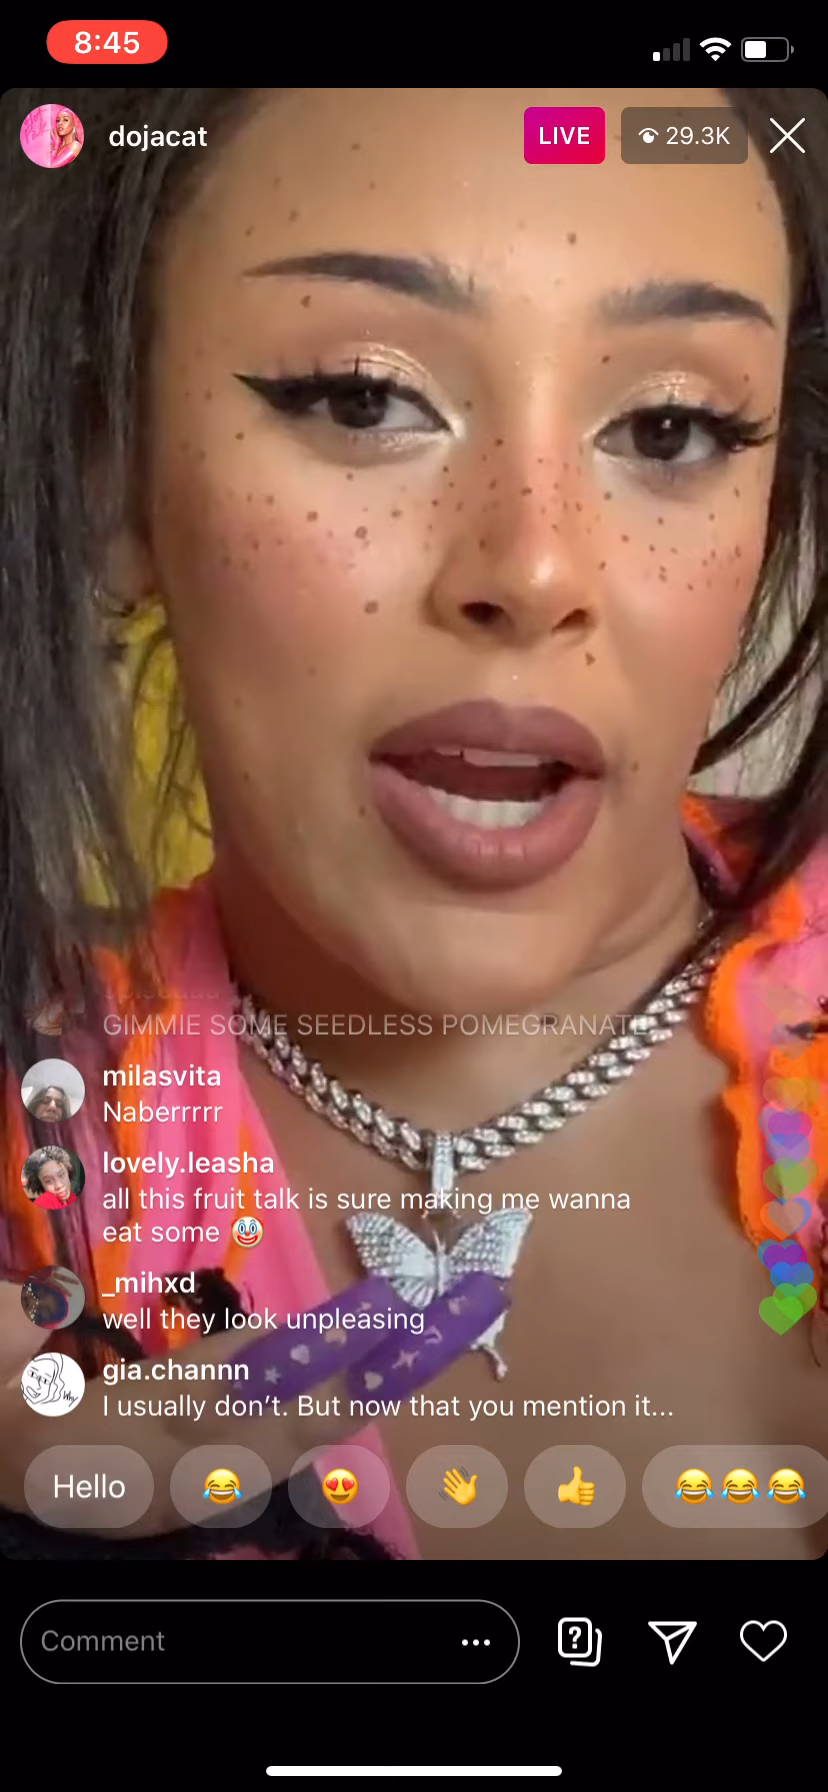 8:45
dojacat
LIVE
29.3K
GIMMIE SOME SEEDLESS POMEGRANATE
milasvita
Naberrrrr
lovely.leasha
all this fruit talk is sure making me wanna
eat some 🤡
_mihxd
well they look unpleasing
gia.channn
I usually don’t. But now that you mention it...
Hello
😂
😍
👋
👍
😂😂😂
Comment